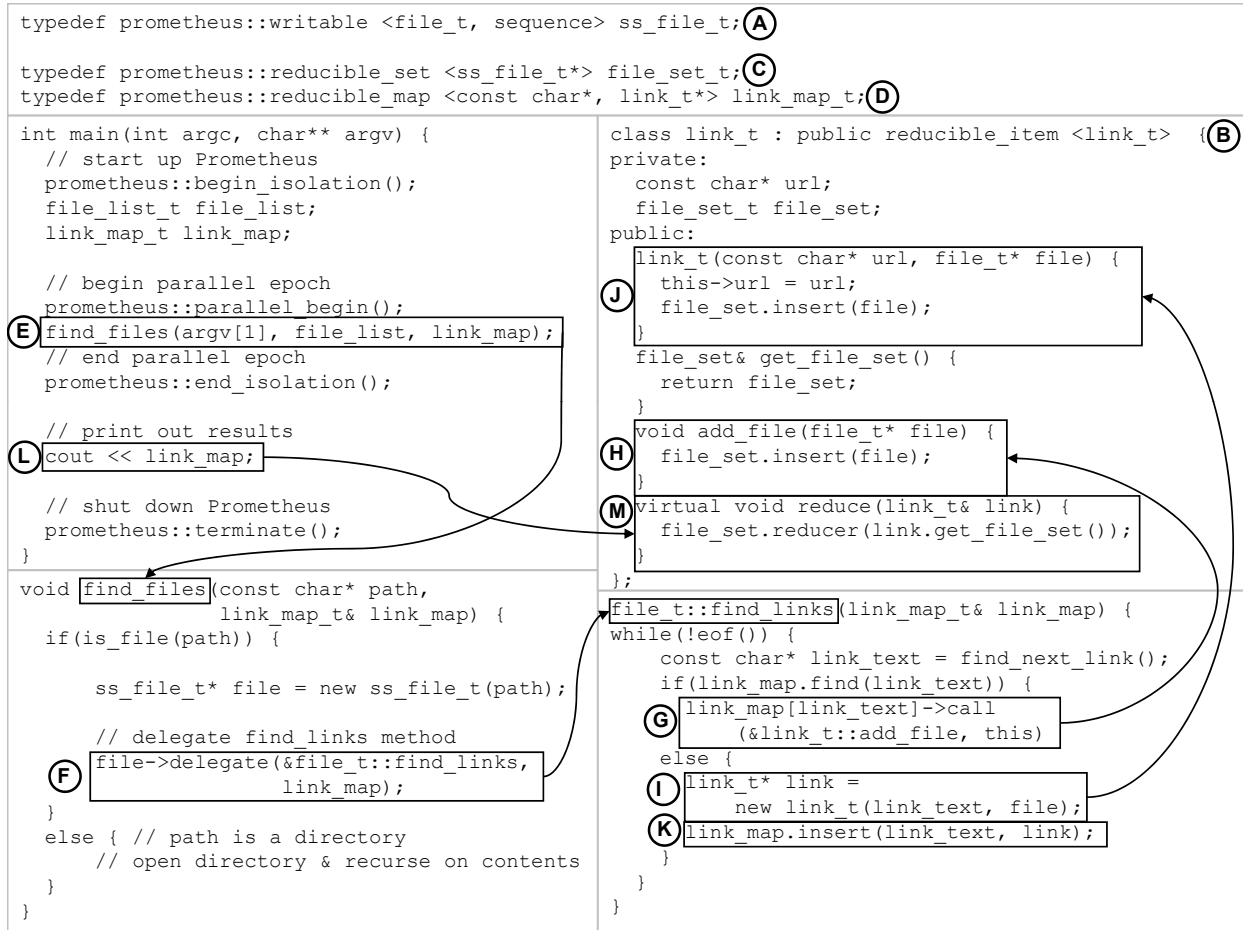 typedef prometheus::writable <file_t, sequence> ss_file_t; A
typedef prometheus::reducible_set <ss_file_t*> file_set_t; C
typedef prometheus::reducible_map <const char*, link_t*> link_map_t; D
int main(int argc, char** argv) {
// start up Prometheus
prometheus::begin_isolation();
file_list_t file_list;
link_map_t link_map;
// begin parallel epoch
prometheus::parallel_begin();
E find_files(argv[1], file_list, link_map);
// end parallel epoch
prometheus::end_isolation();
// print out results
L cout << link_map;
// shut down Prometheus
prometheus::terminate();
}
class link_t : public reducible_item <link_t> { B
private:
const char* url;
file_set_t file_set;
public:
link_t(const char* url, file_t* file) {
J this->url = url;
file_set.insert(file);
}
file_set& get_file_set() {
return file_set;
}
void add_file(file_t* file) {
H file_set.insert(file);
}
M virtual void reduce(link_t& link) {
file_set.reducer(link.get_file_set());
}
};
void find_files(const char* path,
link_map_t& link_map) {
if(is_file(path)) {
ss_file_t* file = new ss_file_t(path);
// delegate find_links method
F file->delegate(&file_t::find_links,
link_map);
}
else { // path is a directory
// open directory & recurse on contents
}
}
file_t::find_links(link_map_t& link_map) {
while(!eof()) {
const char* link_text = find_next_link();
if(link_map.find(link_text)) {
G link_map[link_text]->call
(&link_t::add_file, this)
else {
I link_t* link =
new link_t(link_text, file);
K link_map.insert(link_text, link);
}
}
}